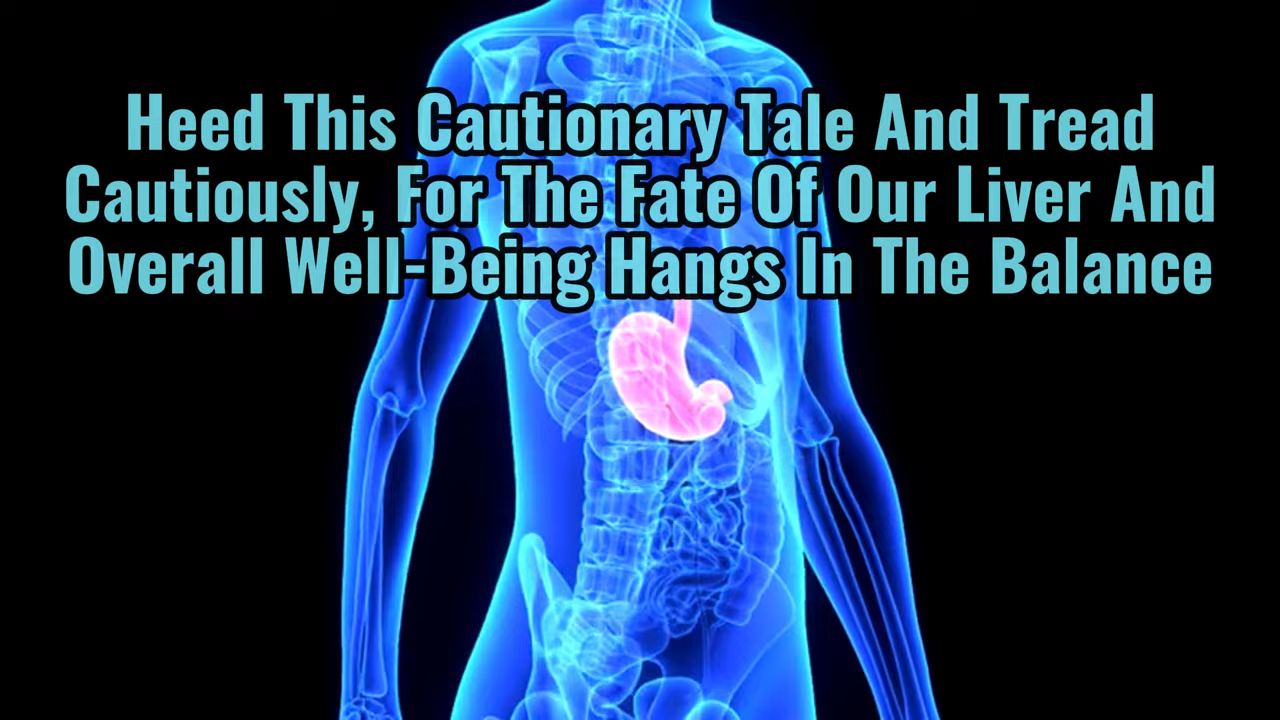 Heed This Cautionary Tale And Tread
Cautiously, For The Fate Of Our Liver And
Overall Well-Being Hangs In The Balance